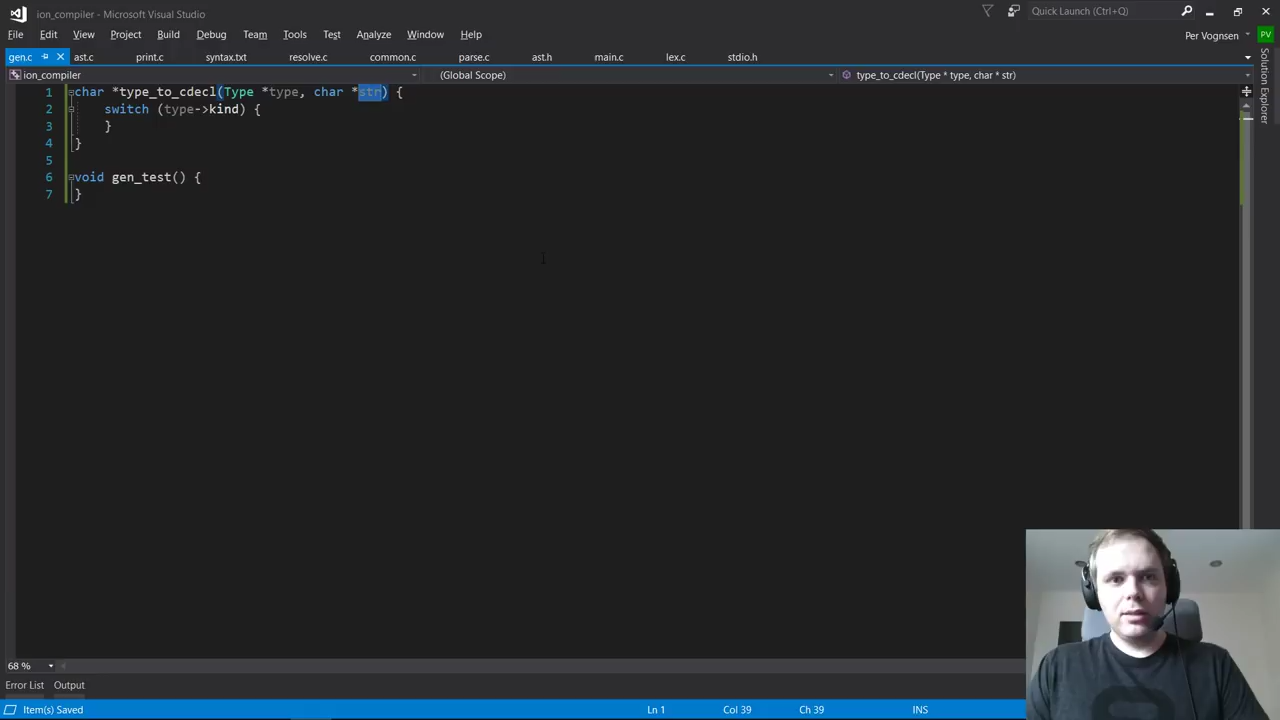 ion_compiler - Microsoft Visual Studio
Quick Launch (Ctrl+Q)
File Edit View Project Build Debug Team Tools Test Analyze Window Help
Per Vognsen PV
gen.c ast.c print.c syntax.txt resolve.c common.c parse.c ast.h main.c lex.c stdio.h
ion_compiler (Global Scope) type_to_cdecl(Type * type, char * str)
Solution Explorer
1 char *type_to_cdecl(Type *type, char *str) {
2 switch (type->kind) {
3 }
4 }
5
6 void gen_test() {
7 }
68 %
Error List Output
Item(s) Saved Ln 1 Col 39 Ch 39 INS